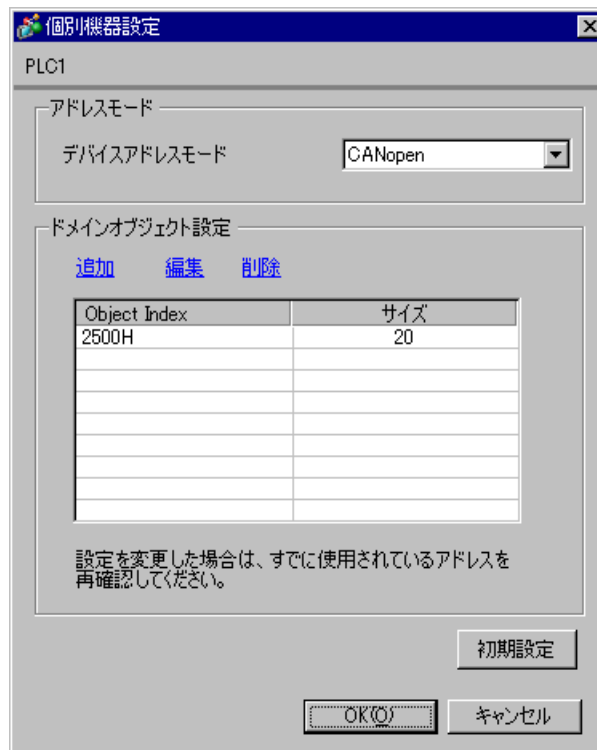 個別機器設定
PLC1
アドレスモード
デバイスアドレスモード CANopen
ドメインオブジェクト設定
追加 編集 削除
Object Index サイズ
2500H 20
設定を変更した場合は、すでに使用されているアドレスを
再確認してください。
初期設定
OK(O) キャンセル